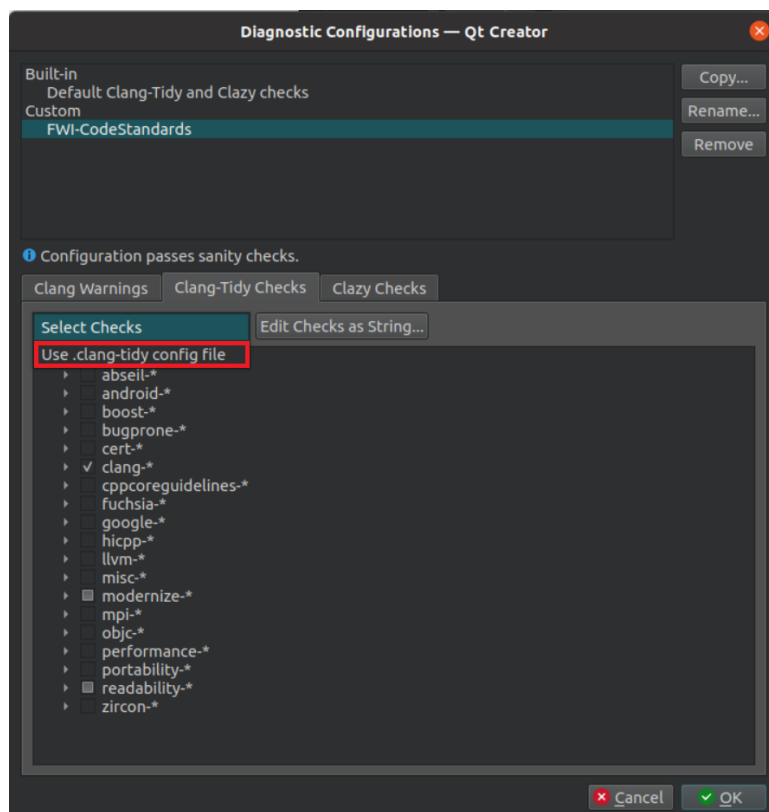 Diagnostic Configurations — Qt Creator
Built-in
Default Clang-Tidy and Clazy checks
Custom
FWI-CodeStandards
Copy...
Rename...
Remove
Configuration passes sanity checks.
Clang Warnings
Clang-Tidy Checks
Clazy Checks
Select Checks
Edit Checks as String...
Use .clang-tidy config file
abseil-*
android-*
boost-*
bugprone-*
cert-*
clang-*
cppcoreguidelines-*
fuchsia-*
google-*
hicpp-*
llvm-*
misc-*
modernize-*
mpi-*
objc-*
performance-*
portability-*
readability-*
zircon-*
Cancel
OK